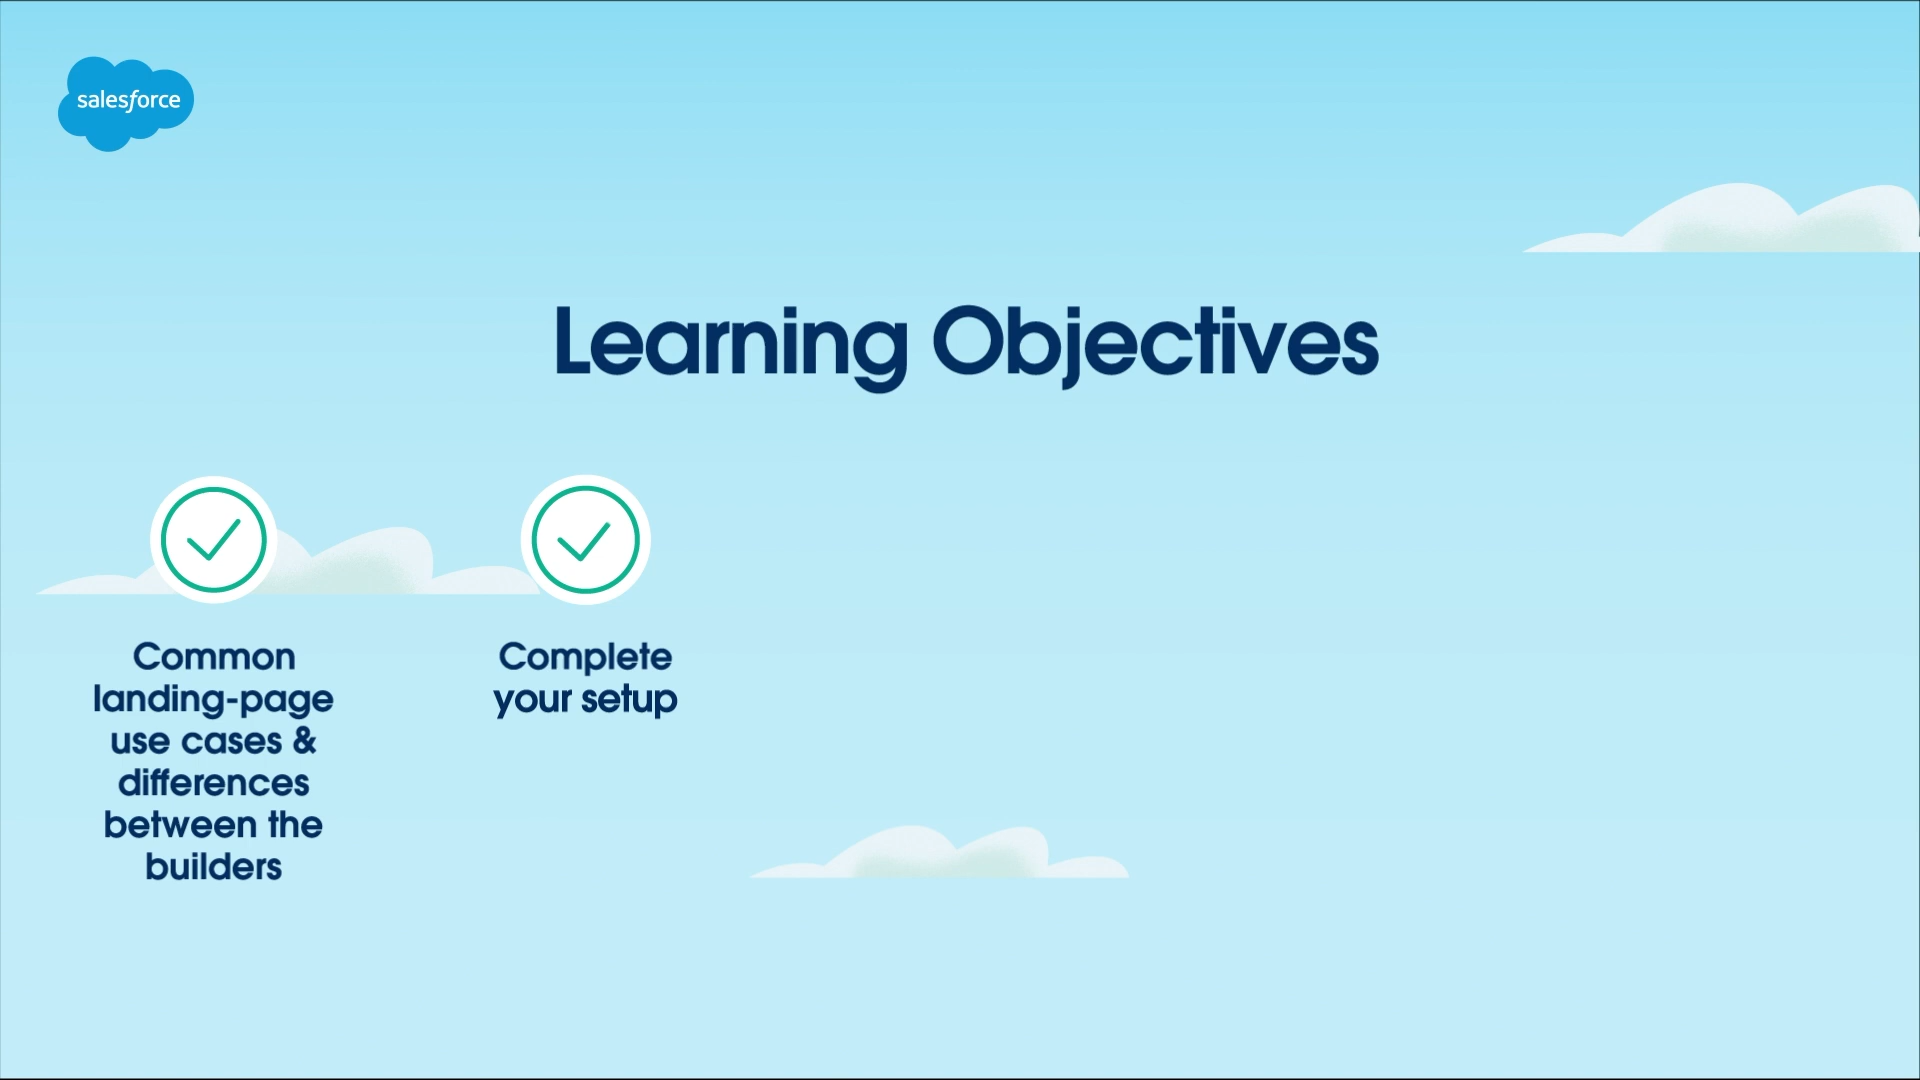 salesforce
Learning Objectives
Common
landing-page
use cases &
differences
between the
builders
Complete
your setup